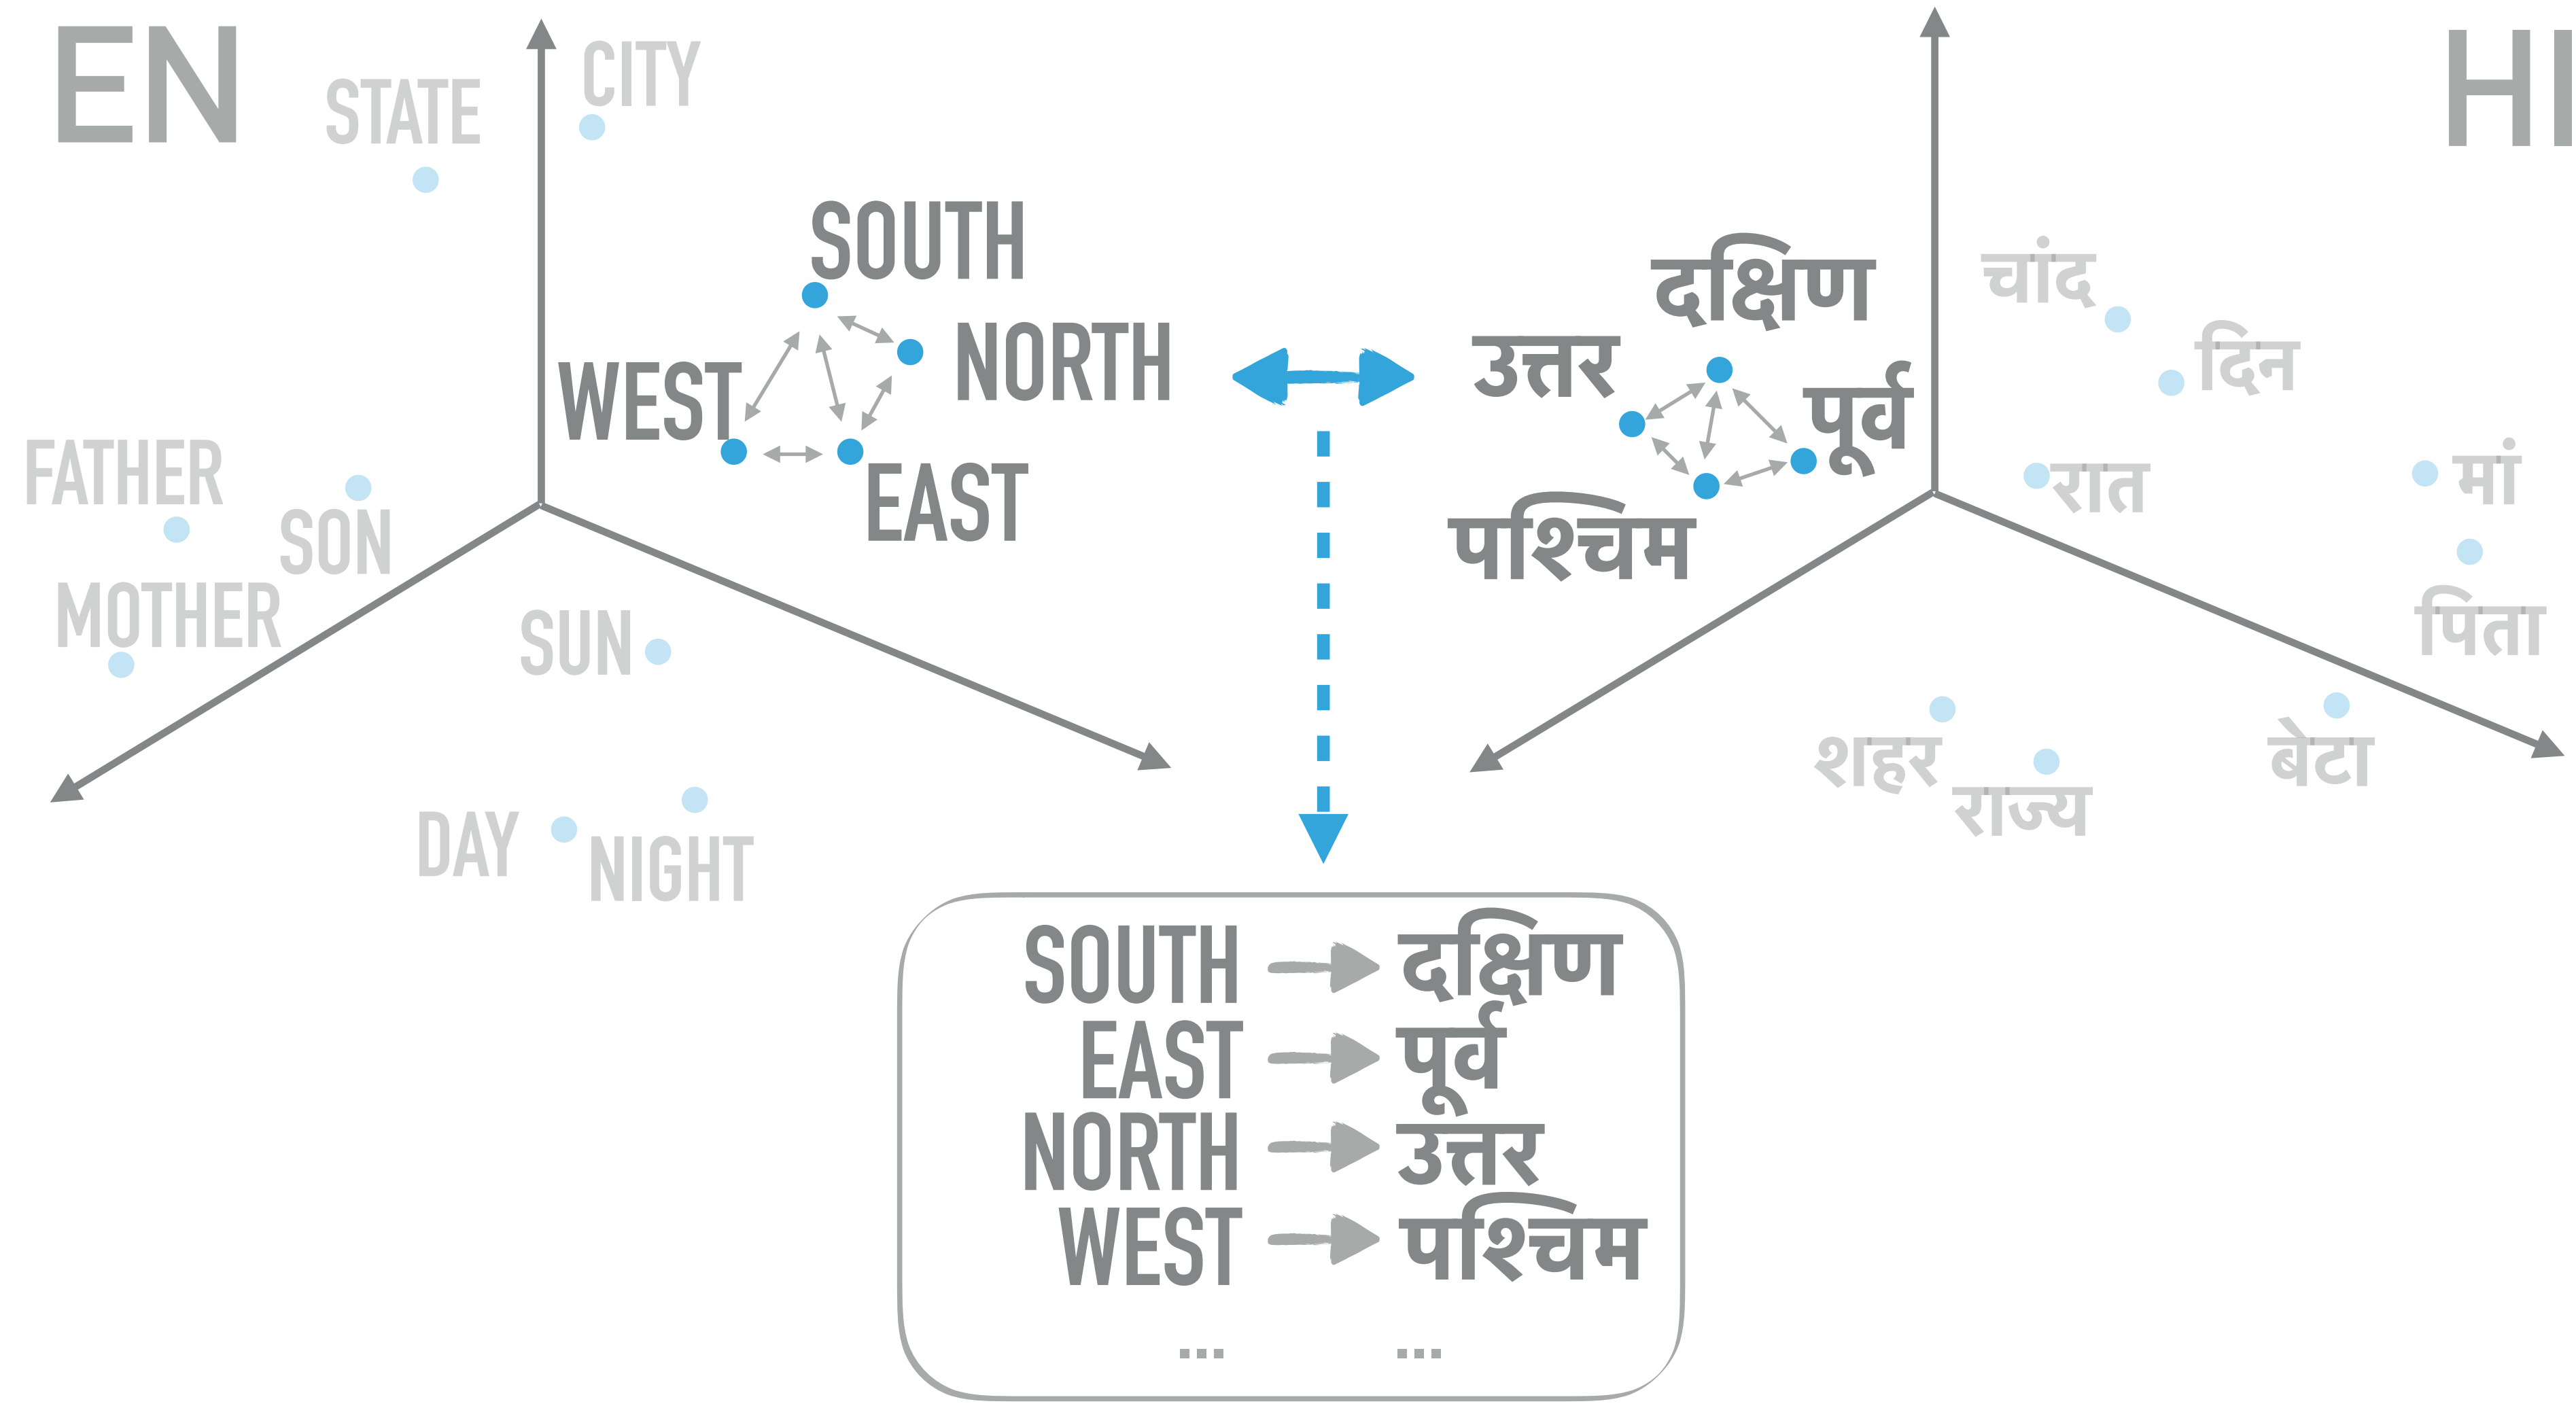 EN
STATE
CITY
SOUTH
NORTH
WEST
EAST
FATHER
SON
MOTHER
SUN
DAY
NIGHT
HI
दक्षिण
उत्तर
पूर्व
पश्चिम
चांद
दिन
रात
मां
पिता
शहर
राज्य
बेटा
SOUTH दक्षिण
EAST पूर्व
NORTH उत्तर
WEST पश्चिम
... ...